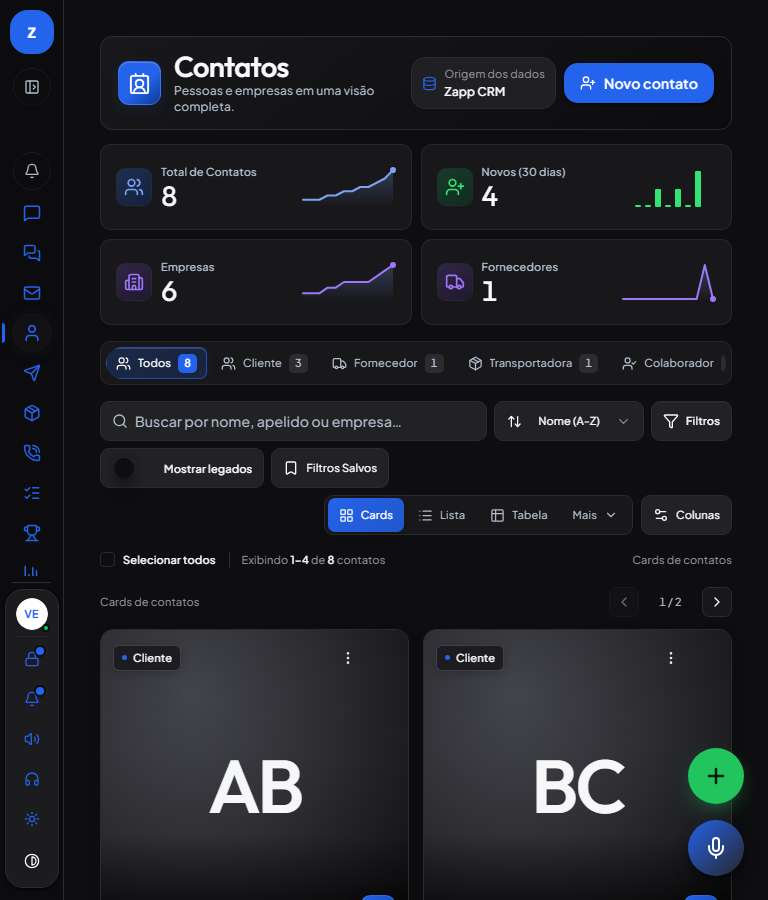 Z
Contatos
Pessoas e empresas em uma visão
completa.
Origem dos dados
Zapp CRM
Novo contato
Total de Contatos
8
Novos (30 dias)
4
Empresas
6
Fornecedores
1
Todos 8
Cliente 3
Fornecedor 1
Transportadora 1
Colaborador
Buscar por nome, apelido ou empresa...
Nome (A-Z)
Filtros
Mostrar legados
Filtros Salvos
Cards
Lista
Tabela
Mais
Colunas
Selecionar todos
Exibindo 1–4 de 8 contatos
Cards de contatos
Cards de contatos
1 / 2
VE
Cliente
AB
Cliente
BC